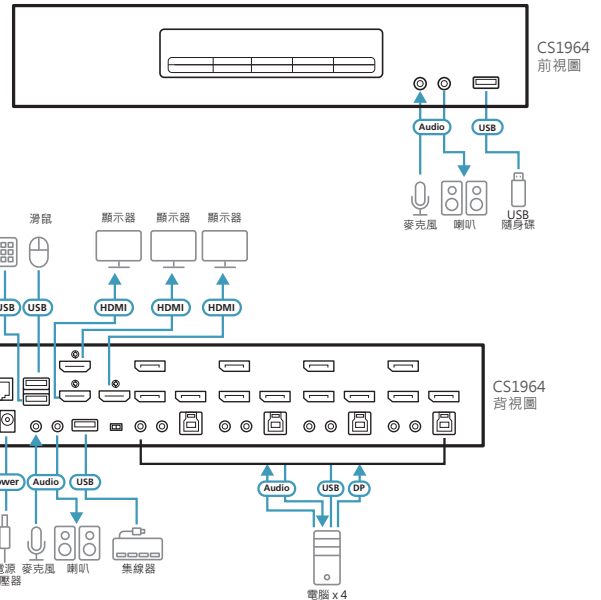 CS1964
前視圖
Audio
USB
麥克風
喇叭
USB
隨身碟
滑鼠
顯示器
顯示器
顯示器
USB
USB
HDMI
HDMI
HDMI
CS1964
背視圖
Audio
USB
Audio
USB
DP
麥克風
喇叭
集線器
電腦 x 4